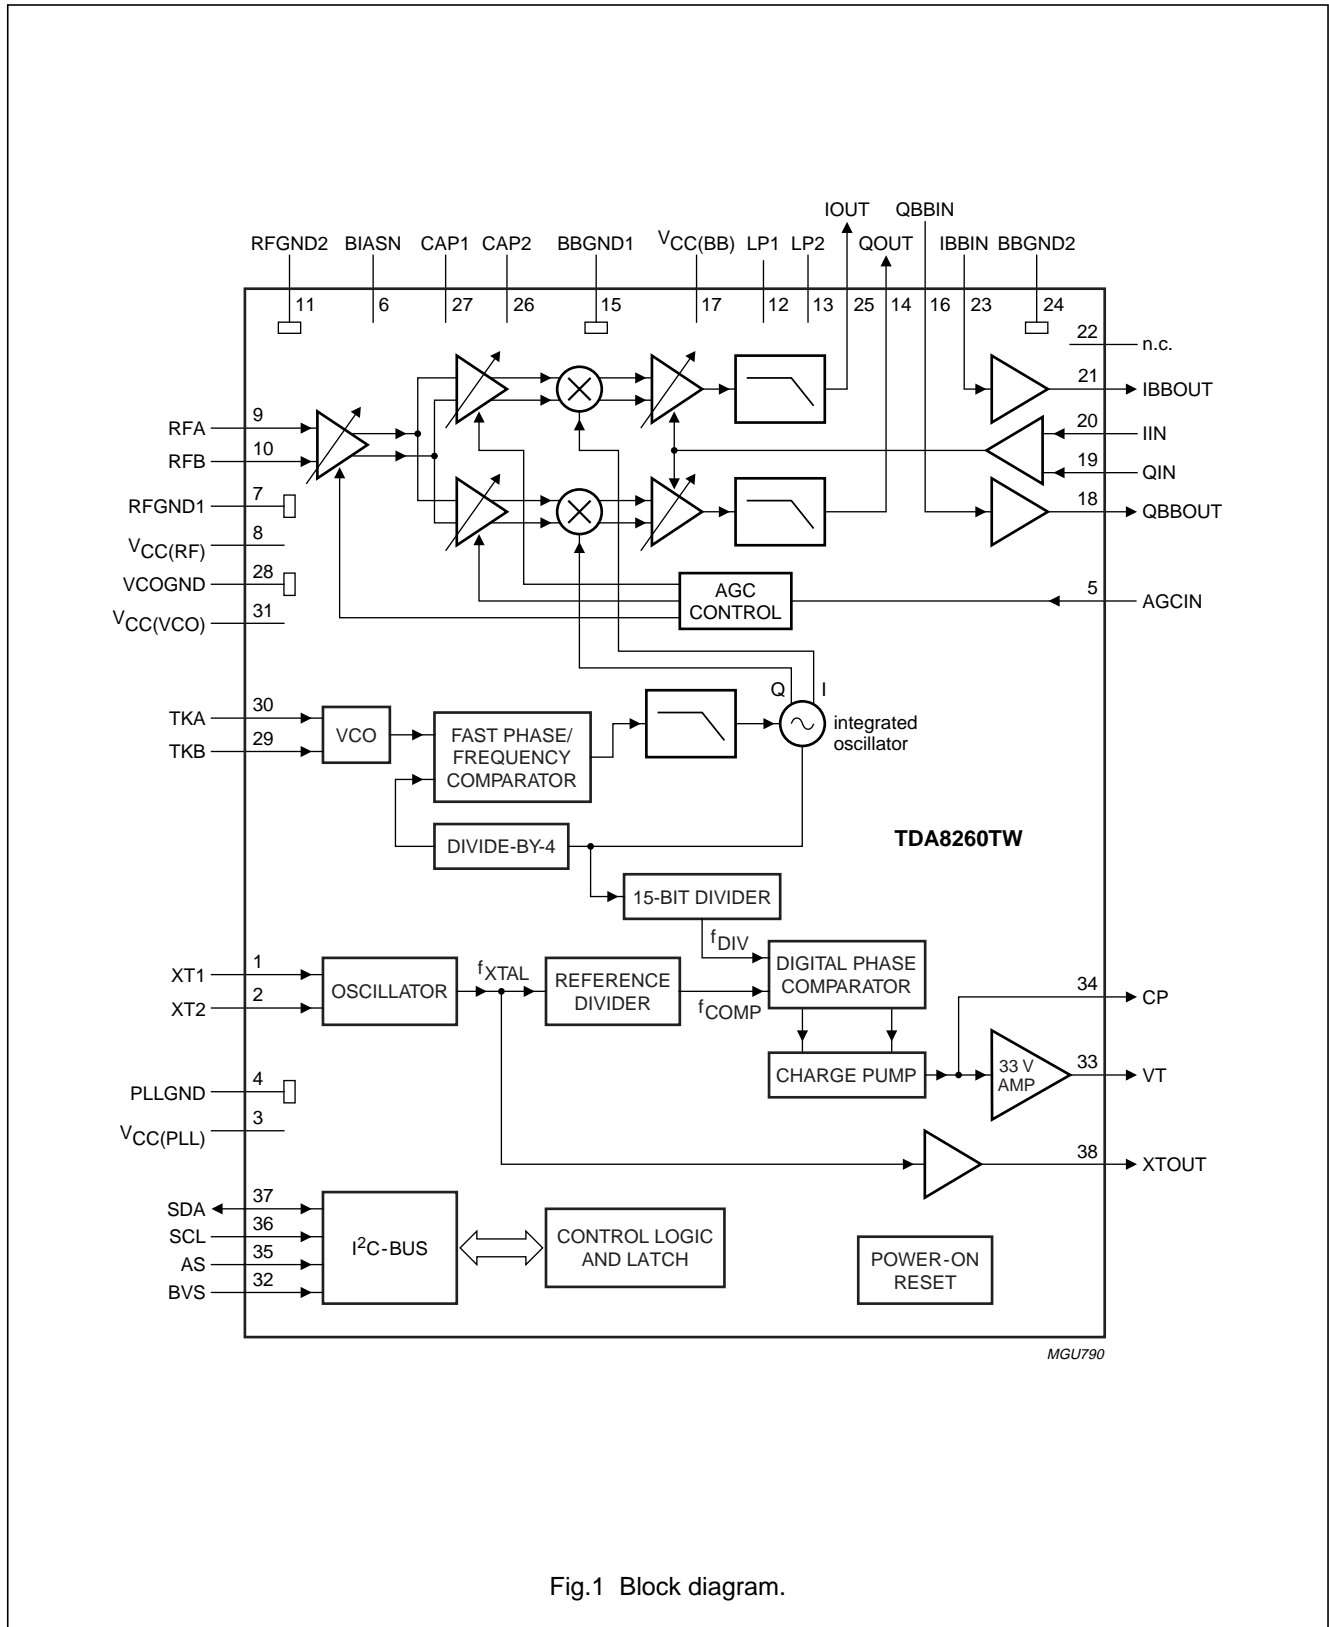 IOUT QBBIN
RFGND2 BIASN CAP1 CAP2 BBGND1 VCC(BB) LP1 LP2 QOUT IBBIN BBGND2
11 6 27 26 15 17 12 13 25 14 16 23 24
22 n.c.
21 IBBOUT
RFA 9
20 IIN
RFB 10
19 QIN
RFGND1 7
18 QBBOUT
VCC(RF) 8
VCOGND 28
AGC
CONTROL
5 AGCIN
VCC(VCO) 31
Q I
TKA 30
TKB 29
VCO
FAST PHASE/
FREQUENCY
COMPARATOR
integrated
oscillator
DIVIDE-BY-4
TDA8260TW
15-BIT DIVIDER
fDIV
XT1 1
XT2 2
OSCILLATOR
fXTAL
REFERENCE
DIVIDER
fCOMP
DIGITAL PHASE
COMPARATOR
34 CP
CHARGE PUMP
33 V
AMP
33 VT
PLLGND 4
VCC(PLL) 3
38 XTOUT
SDA 37
SCL 36
AS 35
BVS 32
I2C-BUS
CONTROL LOGIC
AND LATCH
POWER-ON
RESET
MGU790
Fig.1 Block diagram.